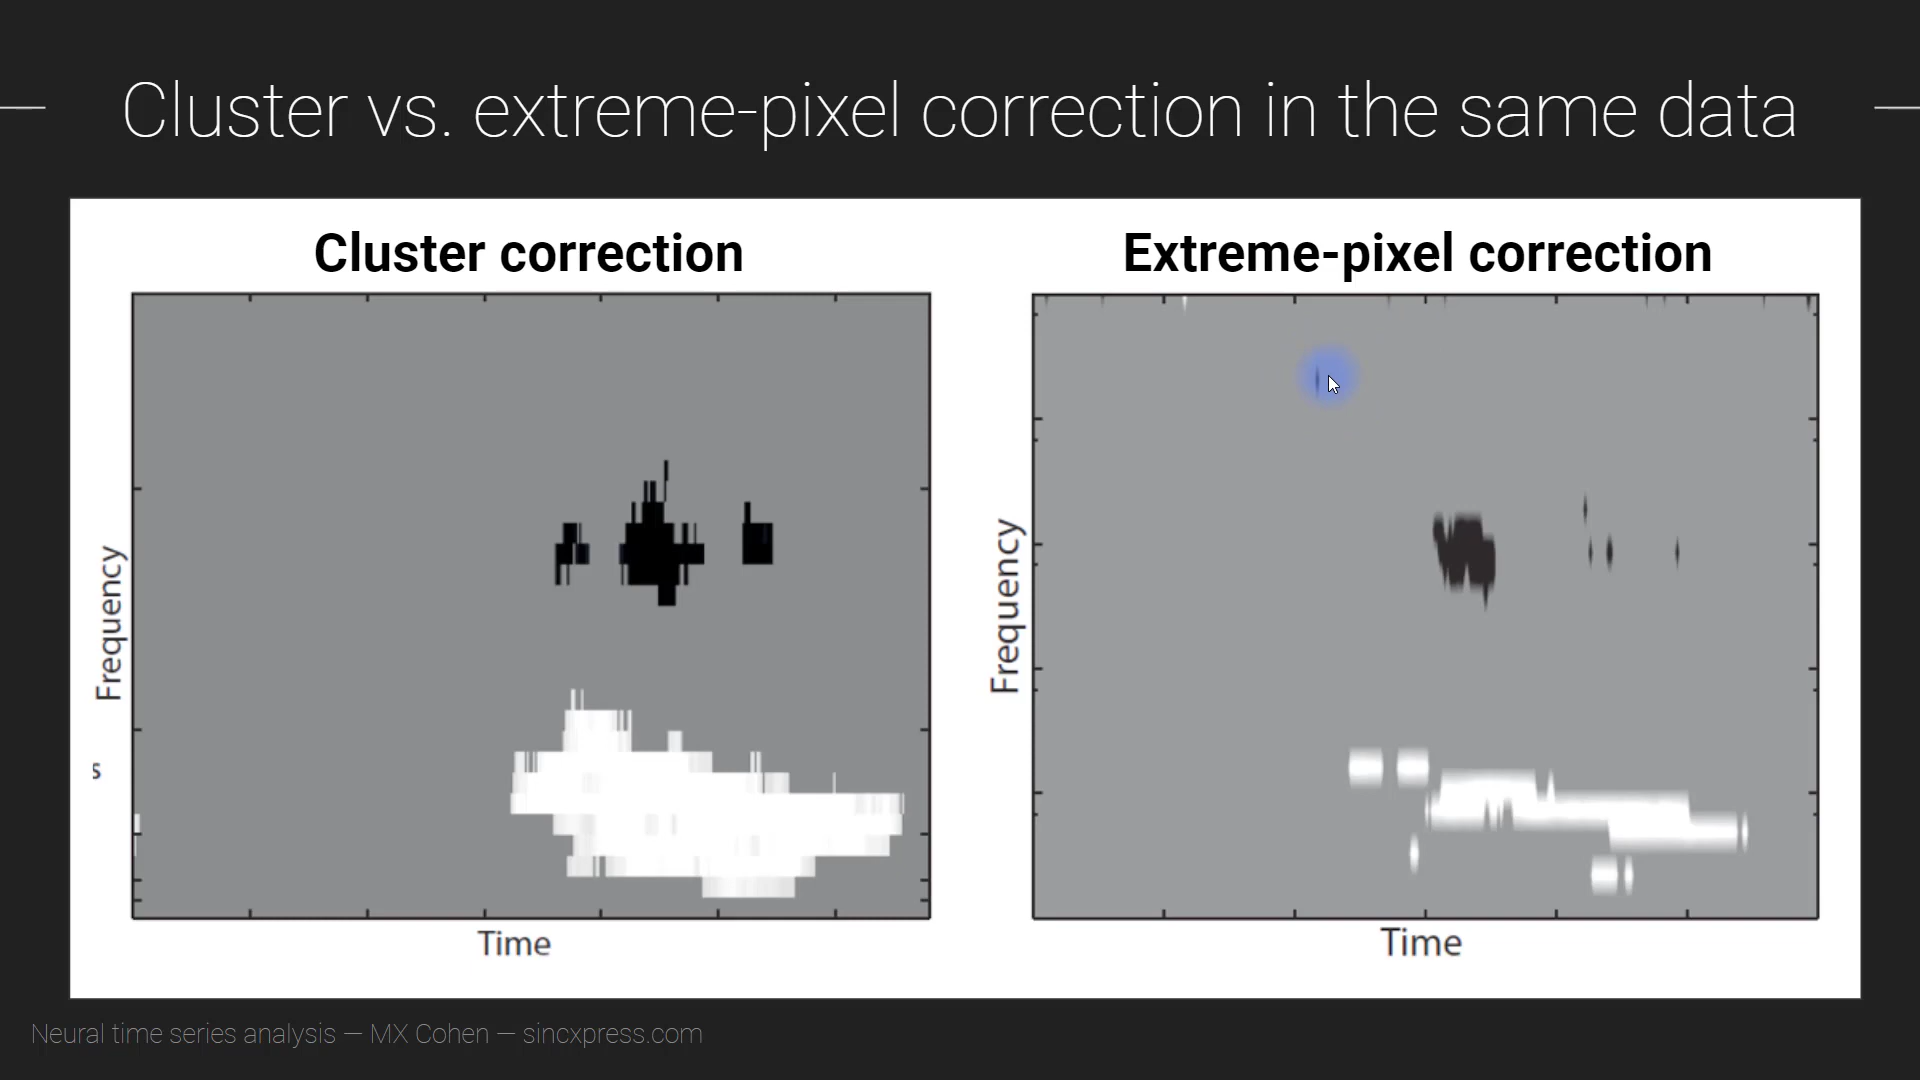 Cluster vs. extreme-pixel correction in the same data
Cluster correction
Extreme-pixel correction
Frequency
s
Time
Frequency
Time
Neural time series analysis — MX Cohen — sincxpress.com